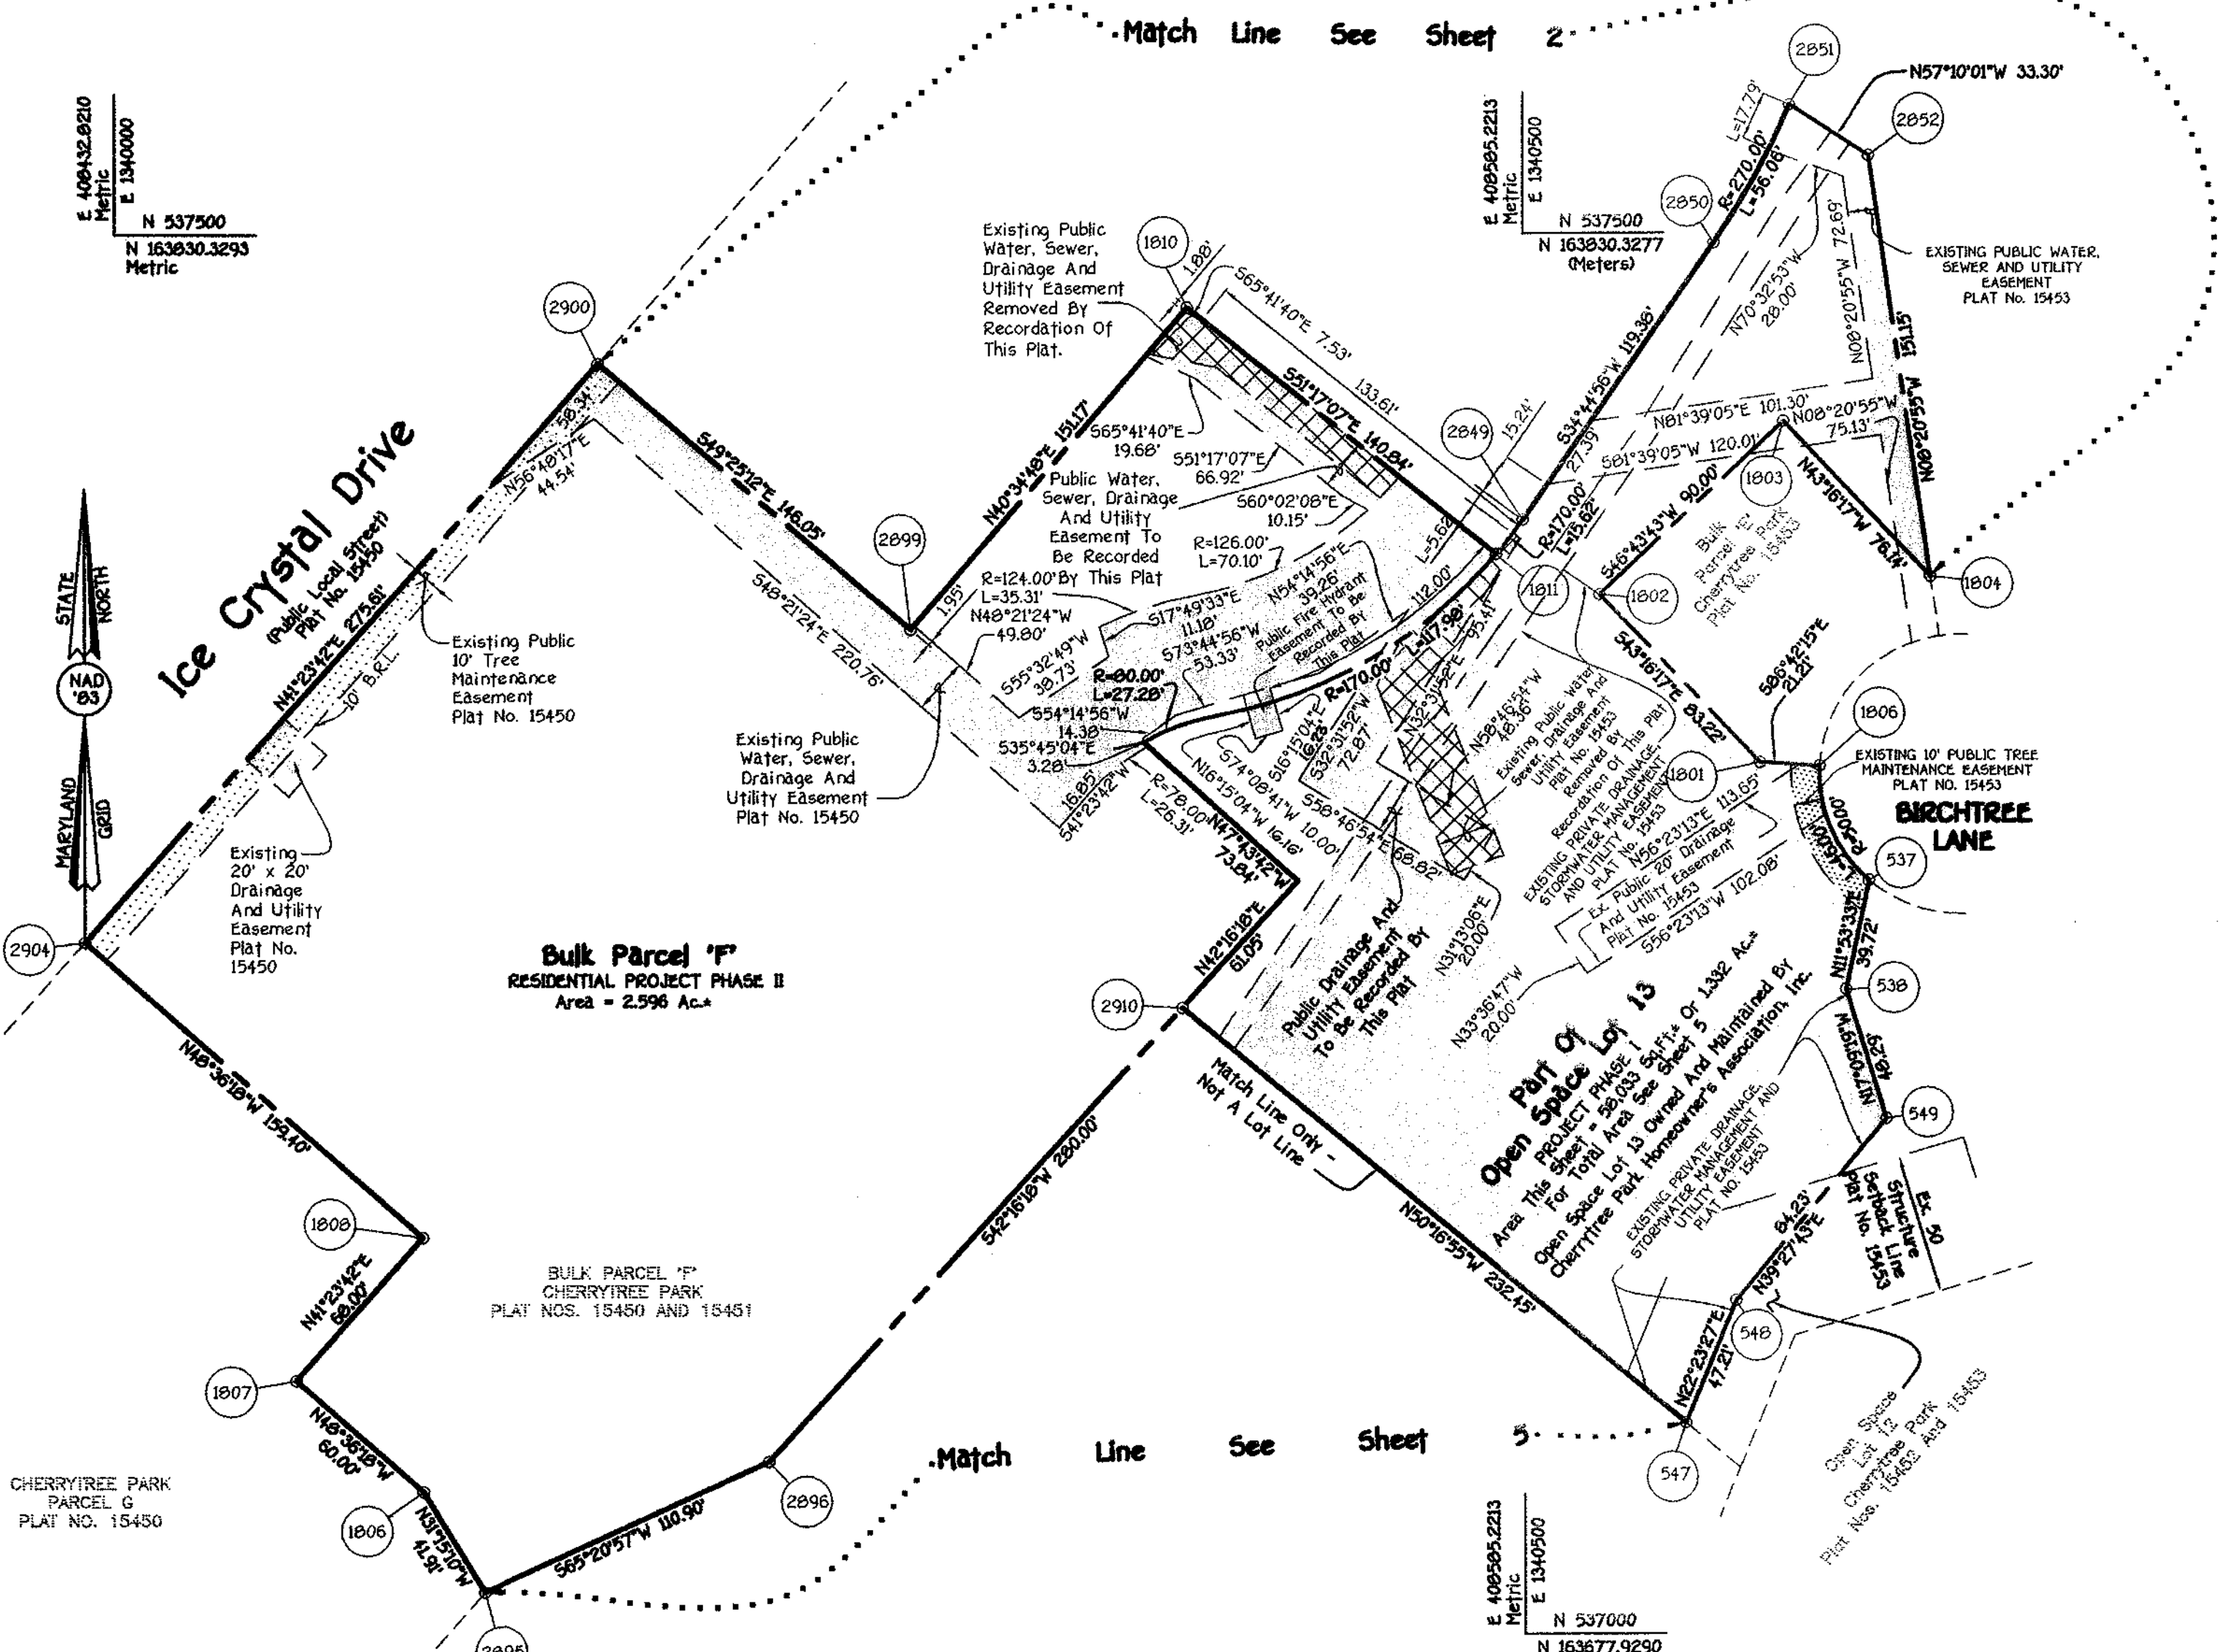 Match Line See Sheet 2
2851
N57°10'01"W 33.30'
2852
L=17.79'
R=270.00'
L=56.06'
2850
E 408432.8210
Metric
E 1340000
N 537500
N 163830.3293
Metric
E 408585.2213
Metric
E 1340500
N 537500
N 163830.3277
(Meters)
N08°20'55"W 72.69'
N70°32'53"W
28.00'
EXISTING PUBLIC WATER,
SEWER AND UTILITY
EASEMENT
PLAT No. 15453
151.15'
N08°20'55"W
Existing Public
Water, Sewer,
Drainage And
Utility Easement
Removed By
Recordation Of
This Plat.
1810
1.88'
S65°41'40"E 7.53'
133.61'
S51°17'07"E 140.84'
2900
58.34'
N56°48'17"E
44.54'
S49°25'12"E 146.05'
N40°34'48"E 151.17'
S65°41'40"E
19.68'
S51°17'07"E
66.92'
2849
15.24'
S34°44'56"W 119.38'
27.39'
N81°39'05"E 101.30'
N08°20'55"W
75.13'
S81°39'05"W 120.01'
1803
N43°16'17"W 76.14'
S46°43'43"W 90.00'
Bulk
Parcel 'E'
Cherrytree Park
Plat No. 15453
1804
1802
1811
R=170.00'
L=15.62'
L=5.62'
Public Water,
Sewer, Drainage
And Utility
Easement To
Be Recorded
By This Plat
S60°02'08"E
10.15'
R=126.00'
L=70.10'
2899
1.95'
R=124.00'
L=35.31'
N48°21'24"W
49.80'
S48°21'24"E 220.76'
S17°49'33"E
11.18'
N54°14'56"E
39.26'
S73°44'56"W
53.33'
Public Fire Hydrant
Easement To Be
Recorded By
This Plat
112.00'
R=170.00' L=117.98'
95.41'
S55°32'49"W
38.73'
R=80.00'
L=27.28'
S54°14'56"W
14.38'
S35°45'04"E
3.28'
16.85'
S41°23'42"W
R=78.00'
L=26.31'
N16°15'04"W 16.16'
S74°08'41"W 10.00'
S16°15'04"E
16.23'
S32°31'52"W
72.87'
N32°31'52"E
S58°46'54"E 68.82'
N58°46'54"W
48.36'
Existing Public Water,
Sewer, Drainage And
Utility Easement
Plat No. 15453
Removed By
Recordation Of This Plat
S43°16'17"E 83.22'
S86°42'15"E
21.21'
1801
1806
EXISTING 10' PUBLIC TREE
MAINTENANCE EASEMENT
PLAT NO. 15453
BIRCHTREE
LANE
R=50.00'
537
EXISTING PRIVATE DRAINAGE,
STORMWATER MANAGEMENT,
AND UTILITY EASEMENT
PLAT No. 15453
N56°23'13"E 113.65'
Ex. Public 20' Drainage
And Utility Easement
Plat No. 15453
S56°23'13"W 102.08'
N31°13'06"E
20.00'
N33°36'47"W
20.00'
N11°53'33"E
39.72'
538
N17°09'19"W
48.29'
549
Ice Crystal Drive
(Public Local Street)
Plat No. 15450
N41°23'42"E 275.61'
10' B.R.L.
Existing Public
10' Tree
Maintenance
Easement
Plat No. 15450
STATE
NORTH
NAD
'83
MARYLAND
GRID
Existing
20' x 20'
Drainage
And Utility
Easement
Plat No.
15450
2904
Existing Public
Water, Sewer,
Drainage And
Utility Easement
Plat No. 15450
N47°43'42"W
73.84'
N42°16'18"E
61.05'
2910
Bulk Parcel 'F'
RESIDENTIAL PROJECT PHASE II
Area = 2.596 Ac.±
Public Drainage And
Utility Easement
To Be Recorded By
This Plat
Match Line Only -
Not A Lot Line
Part Of
Open Space Lot 13
PROJECT PHASE I
Area This Sheet = 58,033 Sq.Ft.± Or 1.332 Ac.±
For Total Area See Sheet 5
Open Space Lot 13 Owned And Maintained By
Cherrytree Park Homeowner's Association, Inc.
EXISTING PRIVATE DRAINAGE,
STORMWATER MANAGEMENT AND
UTILITY EASEMENT
PLAT NO. 15453
84.23'
N39°27'43"E
Ex. 50
Structure
Setback Line
Plat No. 15453
N48°36'18"W 159.40'
1808
N41°23'42"E
68.00'
1807
N48°36'18"W
60.00'
1806
N31°15'10"W
41.91'
BULK PARCEL 'F'
CHERRYTREE PARK
PLAT NOS. 15450 AND 15451
S42°16'18"W 280.00'
N50°16'55"W 232.45'
548
N22°23'27"E
47.21'
547
Open Space
Lot 12
Cherrytree Park
Plat Nos. 15452 And 15453
Match Line See Sheet 5
2896
S65°20'57"W 110.90'
2895
CHERRYTREE PARK
PARCEL G
PLAT NO. 15450
E 408585.2213
Metric
E 1340500
N 537000
N 163677.9290